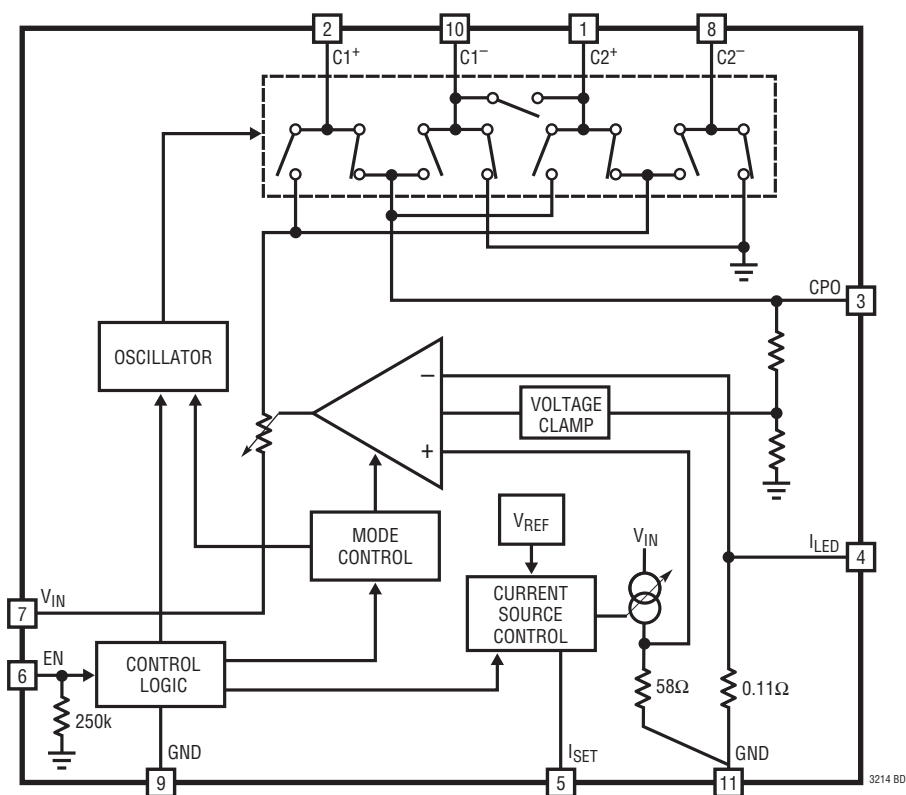 2
10
1
8
C1⁺
C1⁻
C2⁺
C2⁻
CPO
3
OSCILLATOR
−
VOLTAGE
CLAMP
+
VREF
MODE
CONTROL
VIN
ILED
4
7
VIN
CURRENT
SOURCE
CONTROL
6
EN
CONTROL
LOGIC
250k
58Ω
0.11Ω
GND
ISET
GND
9
5
11
3214 BD